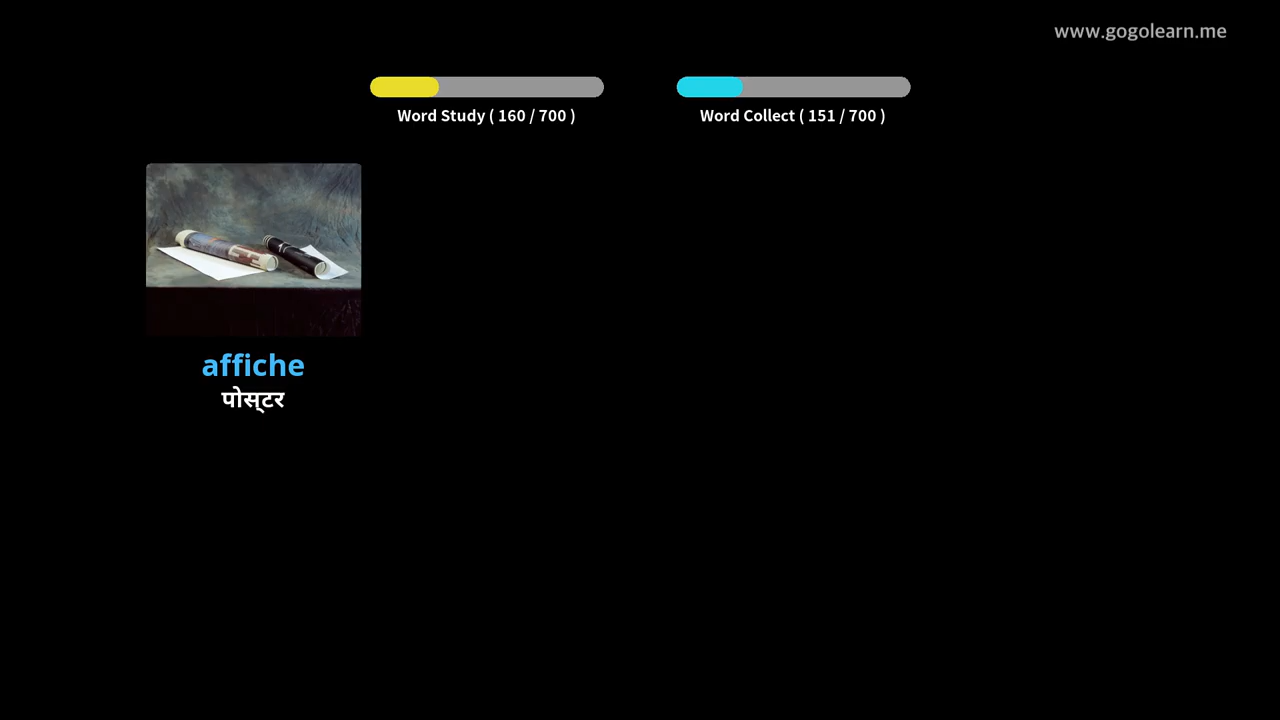 www.gogolearn.me
Word Study ( 160 / 700 )
Word Collect ( 151 / 700 )
affiche
पोस्टर